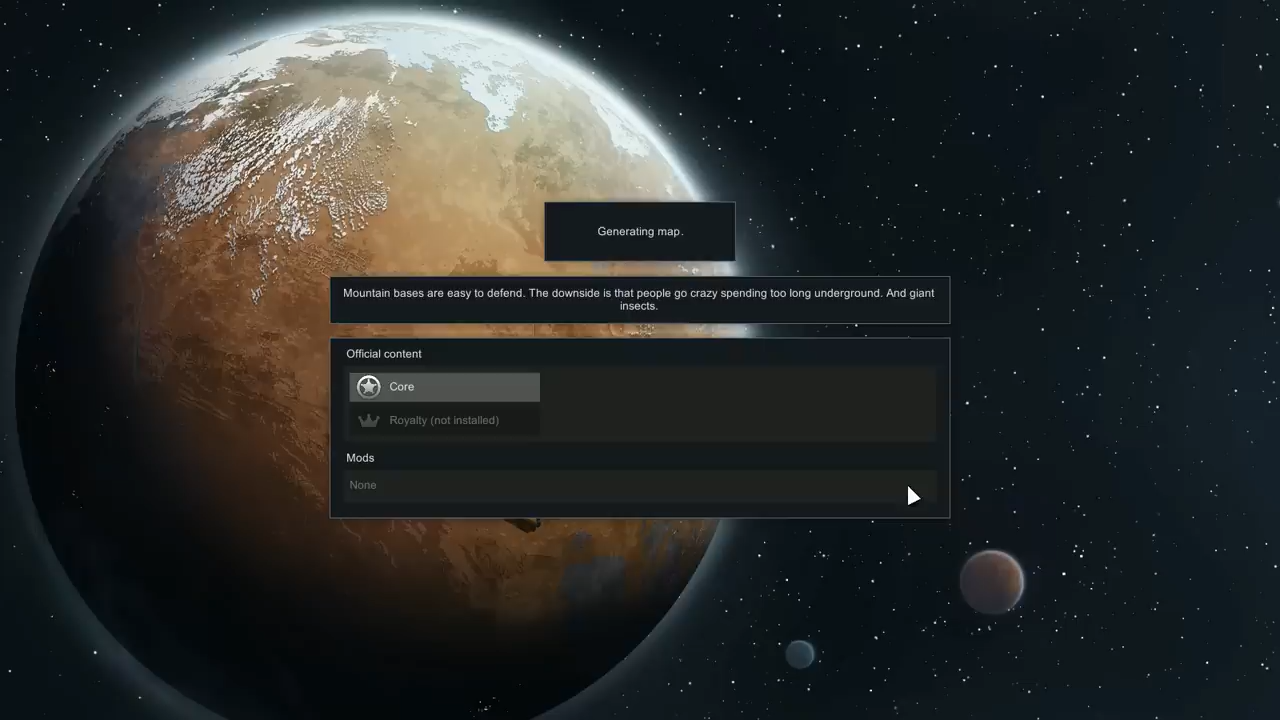 Generating map.
Mountain bases are easy to defend. The downside is that people go crazy spending too long underground. And giant
insects.
Official content
Core
Royalty (not installed)
Mods
None